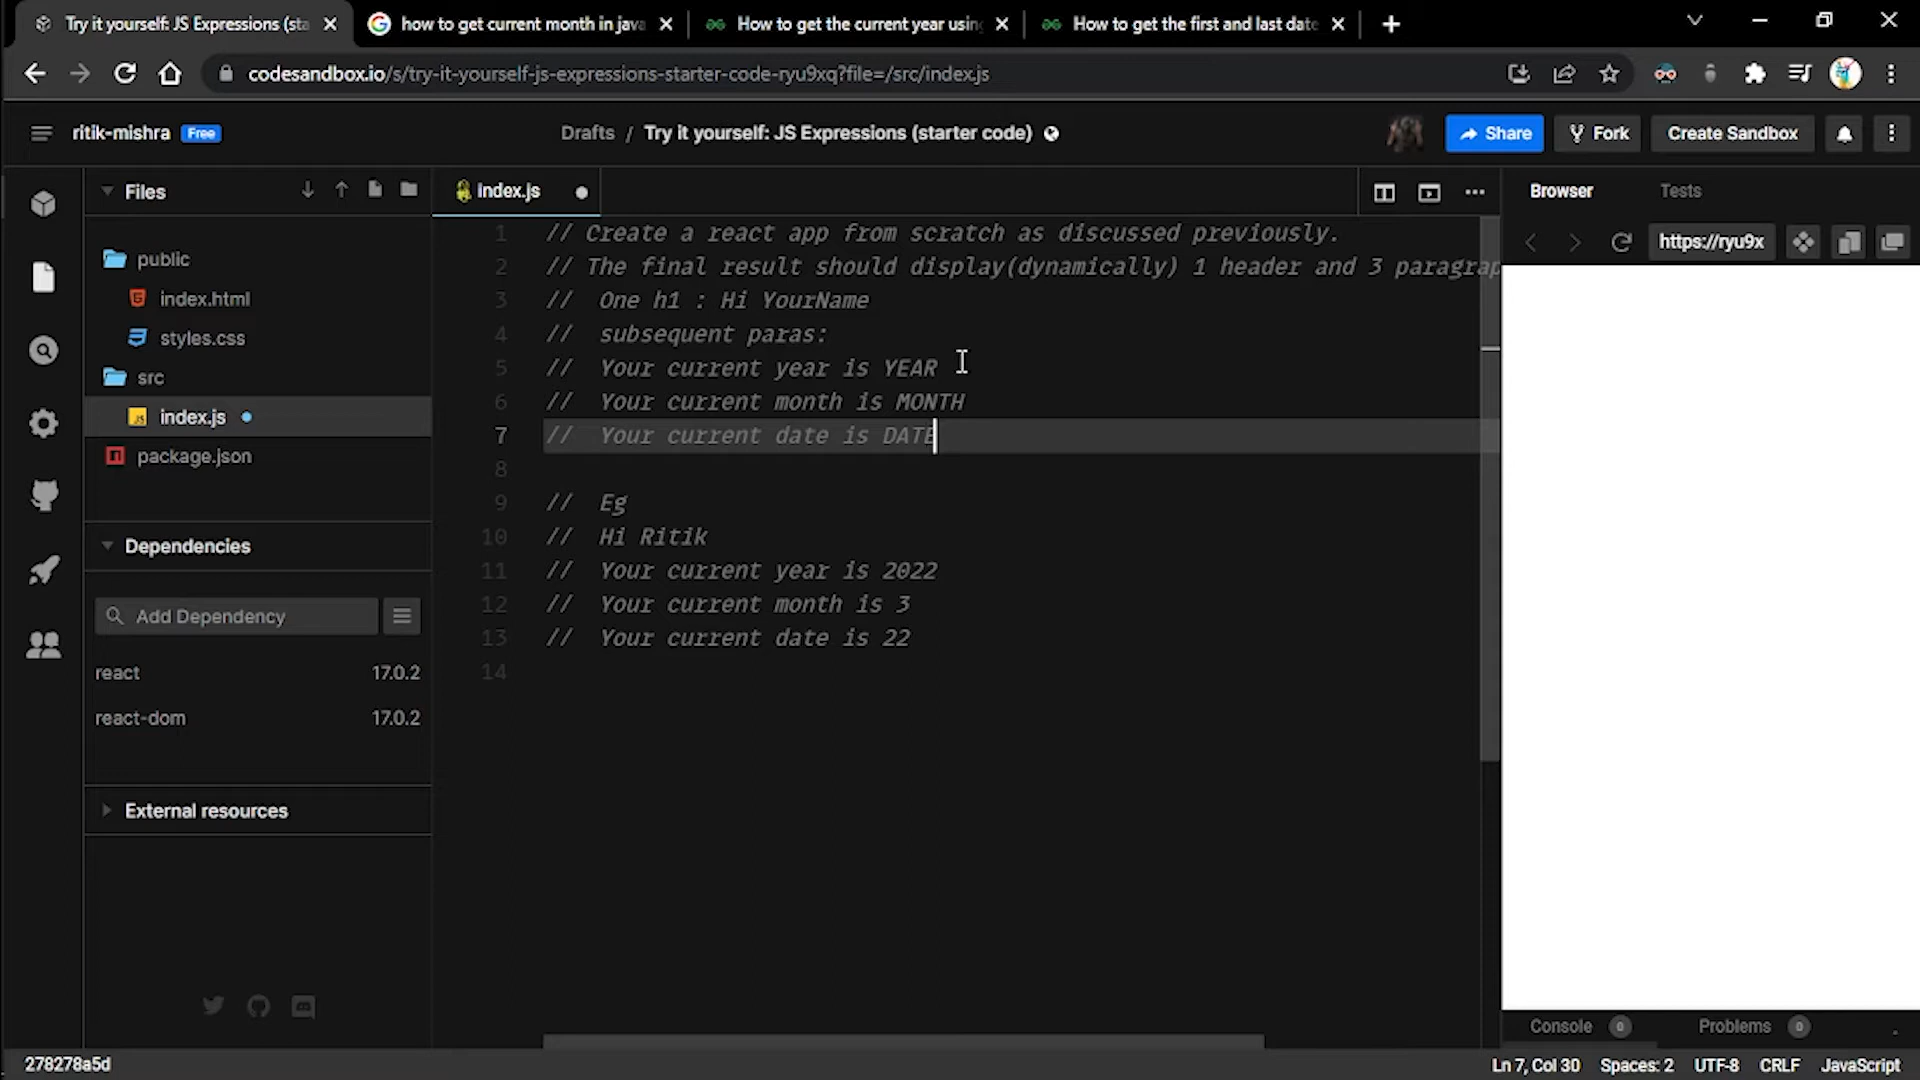 Try it yourself: JS Expressions (sta
how to get current month in java
How to get the current year usin
How to get the first and last date
codesandbox.io/s/try-it-yourself-js-expressions-starter-code-ryu9xq?file=/src/index.js
ritik-mishra Free
Drafts / Try it yourself: JS Expressions (starter code)
Share
Fork
Create Sandbox
Files
index.js
Browser
Tests
https://ryu9x
public
index.html
styles.css
src
index.js
package.json
Dependencies
Add Dependency
react 17.0.2
react-dom 17.0.2
External resources
1 // Create a react app from scratch as discussed previously.
2 // The final result should display(dynamically) 1 header and 3 paragrap
3 // One h1 : Hi YourName
4 // subsequent paras:
5 // Your current year is YEAR
6 // Your current month is MONTH
7 // Your current date is DATE
8
9 // Eg
10 // Hi Ritik
11 // Your current year is 2022
12 // Your current month is 3
13 // Your current date is 22
14
Console 0
Problems 0
278278a5d
Ln 7, Col 30 Spaces: 2 UTF-8 CRLF JavaScript